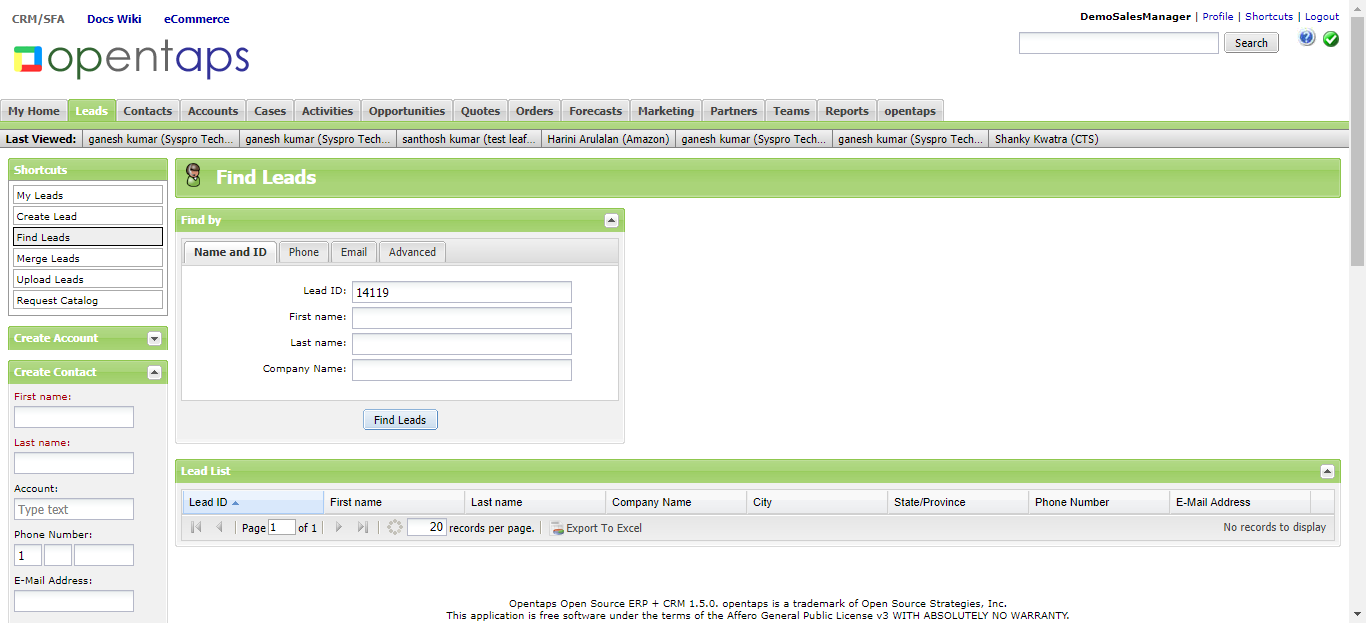 CRM/SFA Docs Wiki eCommerce
DemoSalesManager | Profile | Shortcuts | Logout
opentaps
Search
My Home Leads Contacts Accounts Cases Activities Opportunities Quotes Orders Forecasts Marketing Partners Teams Reports opentaps
Last Viewed: ganesh kumar (Syspro Tech... ganesh kumar (Syspro Tech... santhosh kumar (test leaf... Harini Arulalan (Amazon) ganesh kumar (Syspro Tech... ganesh kumar (Syspro Tech... Shanky Kwatra (CTS)
Shortcuts
My Leads
Create Lead
Find Leads
Merge Leads
Upload Leads
Request Catalog
Create Account
Create Contact
First name:
Last name:
Account:
Type text
Phone Number:
1
E-Mail Address:
Find Leads
Find by
Name and ID Phone Email Advanced
Lead ID: 14119
First name:
Last name:
Company Name:
Find Leads
Lead List
Lead ID First name Last name Company Name City State/Province Phone Number E-Mail Address
Page 1 of 1 20 records per page. Export To Excel No records to display
Opentaps Open Source ERP + CRM 1.5.0. opentaps is a trademark of Open Source Strategies, Inc.
This application is free software under the terms of the Affero General Public License v3 WITH ABSOLUTELY NO WARRANTY.